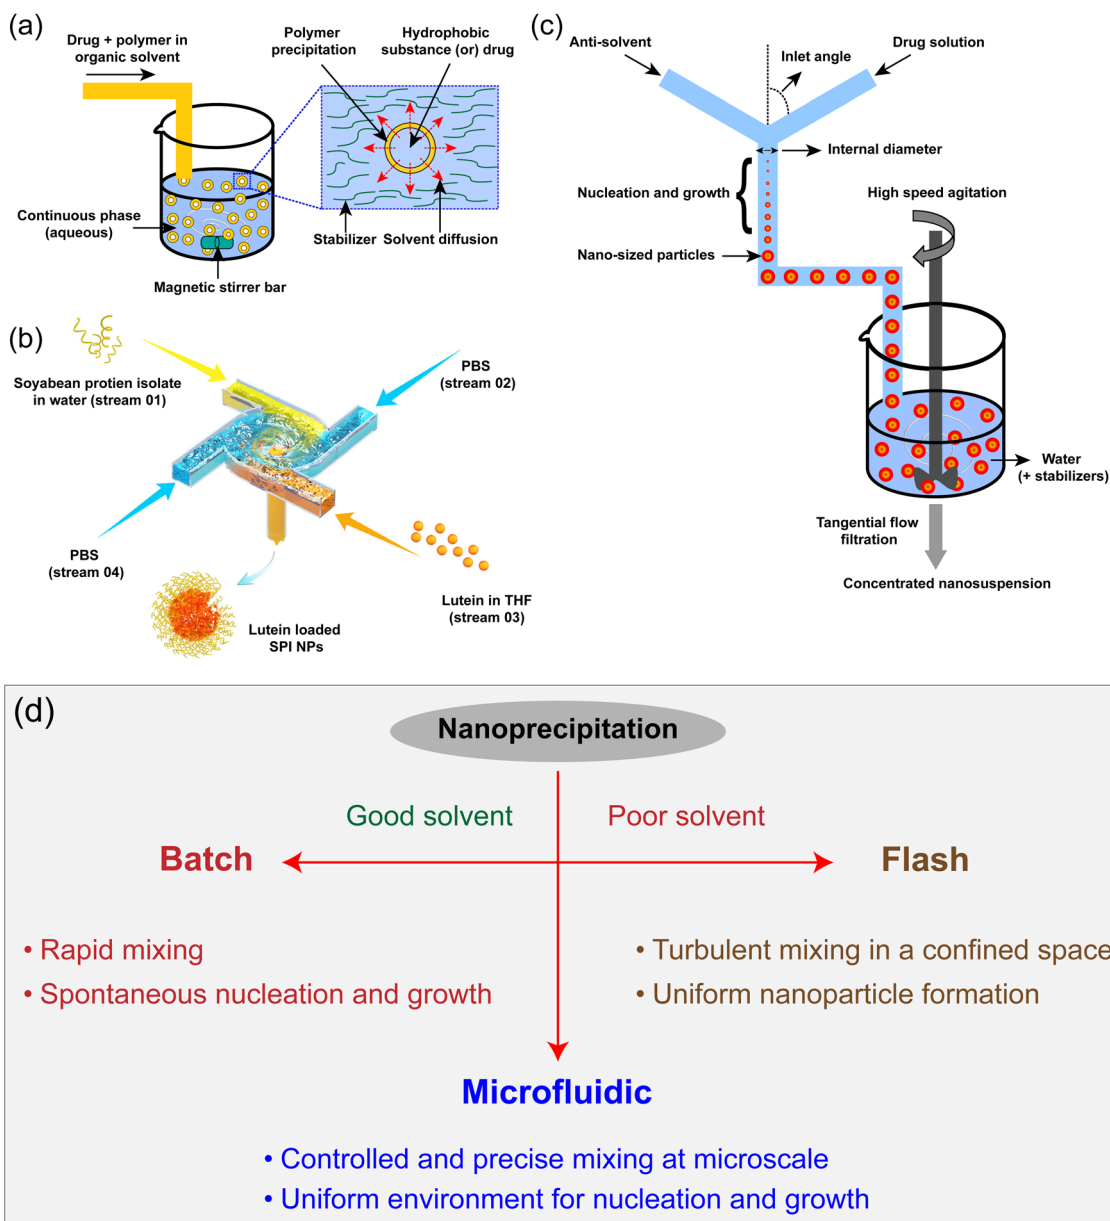 (a)
Drug + polymer in
organic solvent
Polymer
precipitation
Hydrophobic
substance (or) drug
Continuous phase
(aqueous)
Stabilizer
Solvent diffusion
Magnetic stirrer bar
(b)
Soyabean protien isolate
in water (stream 01)
PBS
(stream 02)
PBS
(stream 04)
Lutein in THF
(stream 03)
Lutein loaded
SPI NPs
(c)
Anti-solvent
Drug solution
Inlet angle
Internal diameter
Nucleation and growth
High speed agitation
Nano-sized particles
Water
(+ stabilizers)
Tangential flow
filtration
Concentrated nanosuspension
(d)
Nanoprecipitation
Good solvent
Poor solvent
Batch
Flash
• Rapid mixing
• Spontaneous nucleation and growth
• Turbulent mixing in a confined space
• Uniform nanoparticle formation
Microfluidic
• Controlled and precise mixing at microscale
• Uniform environment for nucleation and growth